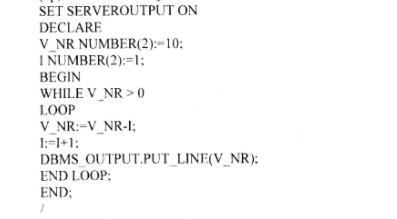 SET SERVEROUTPUT ON
DECLARE
V_NR NUMBER(2):=10;
I NUMBER(2):=1;
BEGIN
WHILE V_NR > 0
LOOP
V_NR:=V_NR-I;
I:=I+1;
DBMS_OUTPUT.PUT_LINE(V_NR);
END LOOP;
END;
/